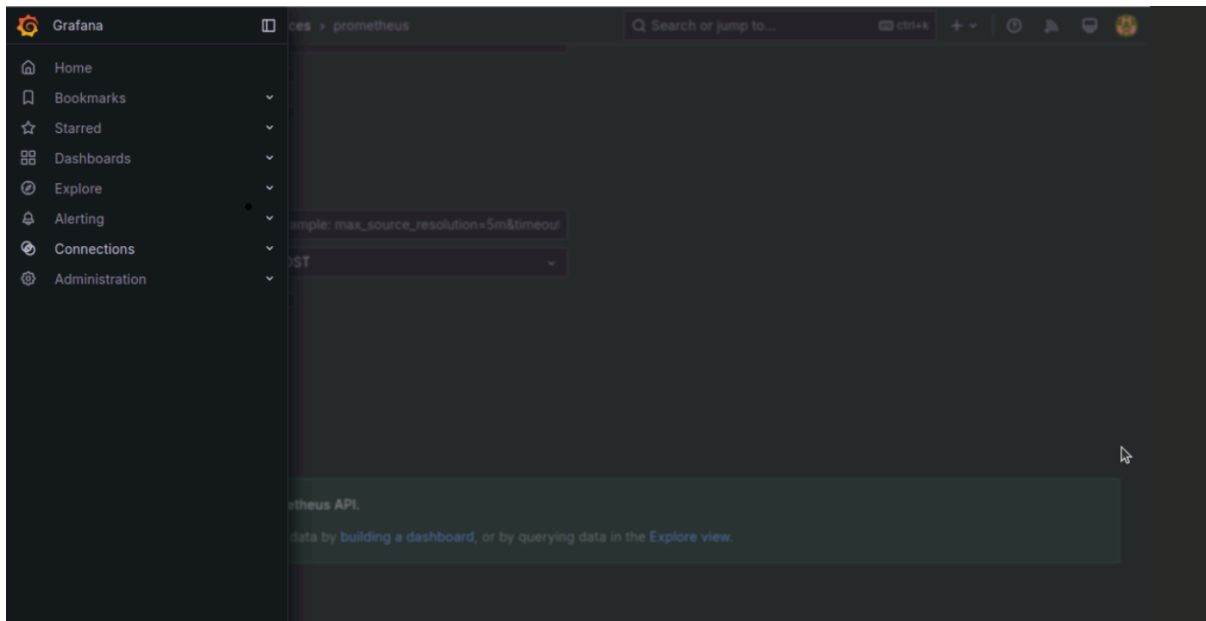 Grafana
ces › prometheus
Search or jump to...
ctrl+k
Home
Bookmarks
Starred
Dashboards
Explore
Alerting
ample: max_source_resolution=5m&timeout
Connections
OST
Administration
etheus API.
data by building a dashboard, or by querying data in the Explore view.